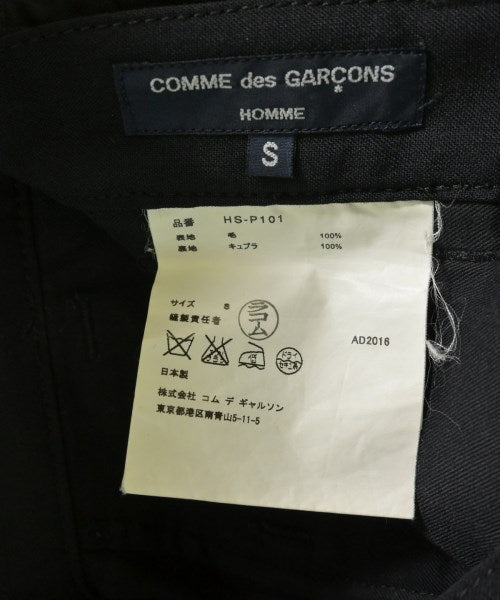 COMME des GARÇONS
HOMME
S
品番 HS-P101
表地 毛 100%
裏地 キュプラ 100%
サイズ S
縫製責任者 コム
AD2016
ドライ
日本製
株式会社 コム デ ギャルソン
東京都港区南青山5-11-5